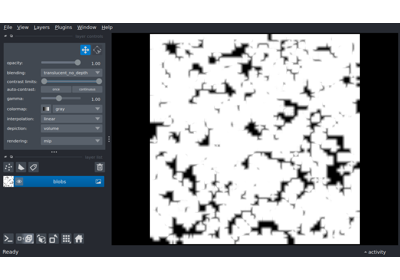 File View Layers Plugins Window Help
opacity: 1.00
blending: translucent_no_depth
contrast limits:
auto-contrast: once continuous
gamma: 1.00
colormap: gray
interpolation: linear
depiction: volume
rendering: mip
blobs
Ready activity